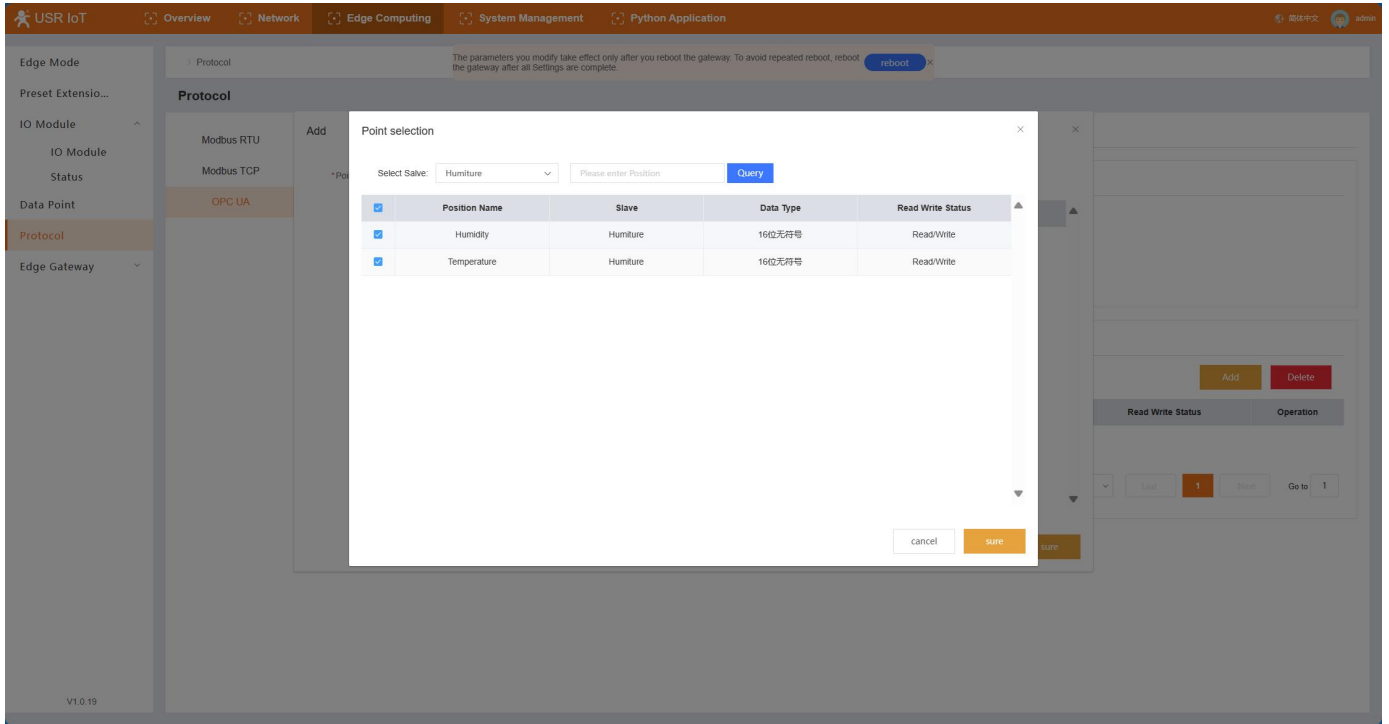 USR IoT Overview Network Edge Computing System Management Python Application 简体中文 admin
Edge Mode
Preset Extensio...
IO Module
IO Module
Status
Data Point
Protocol
Edge Gateway
V1.0.19
Protocol
The parameters you modify take effect only after you reboot the gateway. To avoid repeated reboot, reboot
the gateway after all Settings are complete.
reboot
Protocol
Modbus RTU
Modbus TCP
OPC UA
Add
*Poi
Point selection
Select Salve: Humiture Please enter Position Query
Position Name Slave Data Type Read Write Status
Humidity Humiture 16位无符号 Read/Write
Temperature Humiture 16位无符号 Read/Write
cancel sure
sure
Add Delete
Read Write Status Operation
Last 1 Next Go to 1